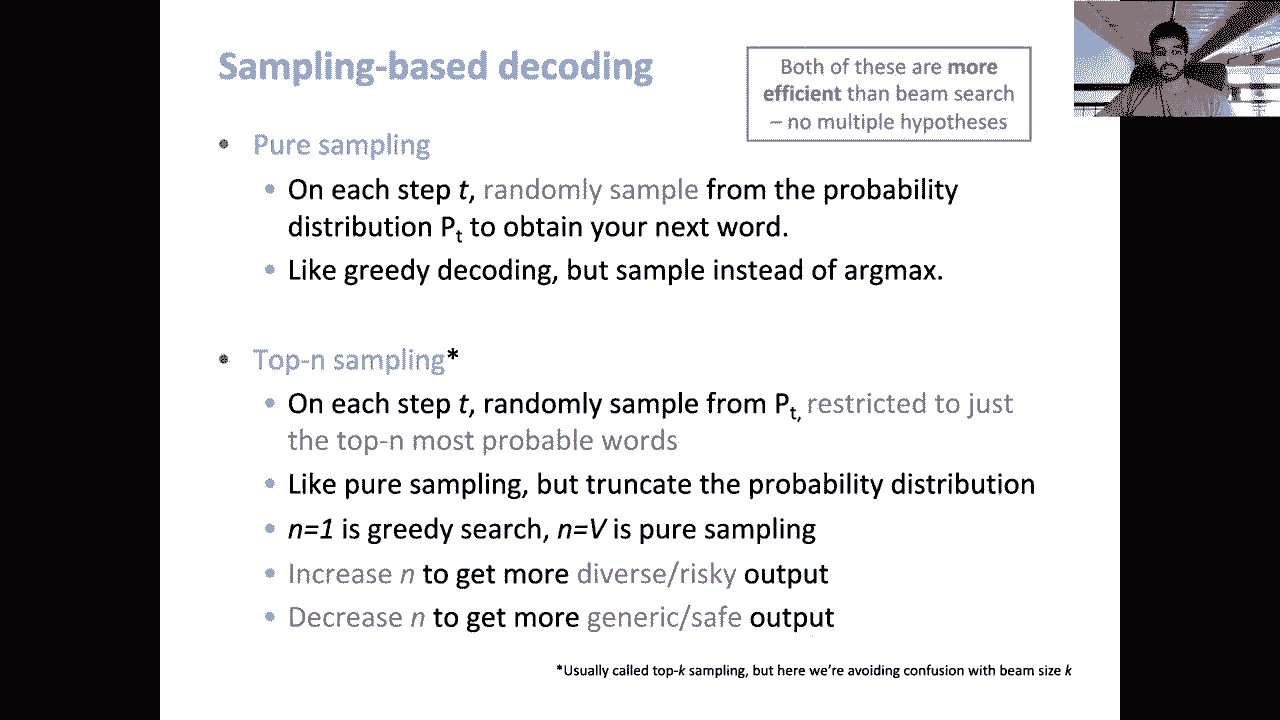 Sampling-based decoding
Both of these are more
efficient than beam search
– no multiple hypotheses
• Pure sampling
• On each step t, randomly sample from the probability
distribution Pt to obtain your next word.
• Like greedy decoding, but sample instead of argmax.
• Top-n sampling*
• On each step t, randomly sample from Pt, restricted to just
the top-n most probable words
• Like pure sampling, but truncate the probability distribution
• n=1 is greedy search, n=V is pure sampling
• Increase n to get more diverse/risky output
• Decrease n to get more generic/safe output
*Usually called top-k sampling, but here we're avoiding confusion with beam size k